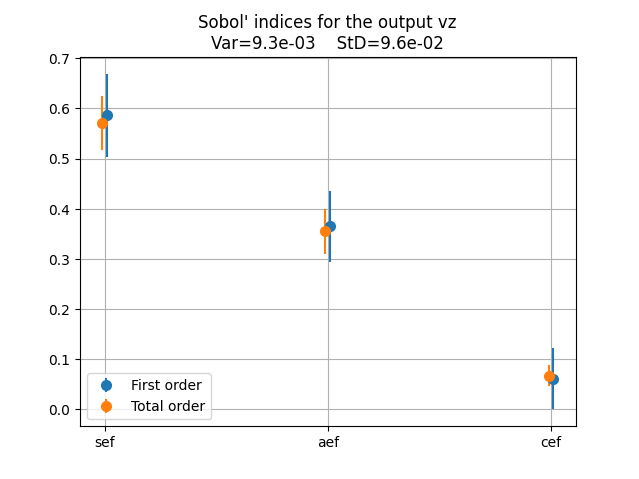 Sobol' indices for the output vz
Var=9.3e-03    StD=9.6e-02
0.7
0.6
0.5
0.4
0.3
0.2
0.1
0.0
First order
Total order
sef
aef
cef